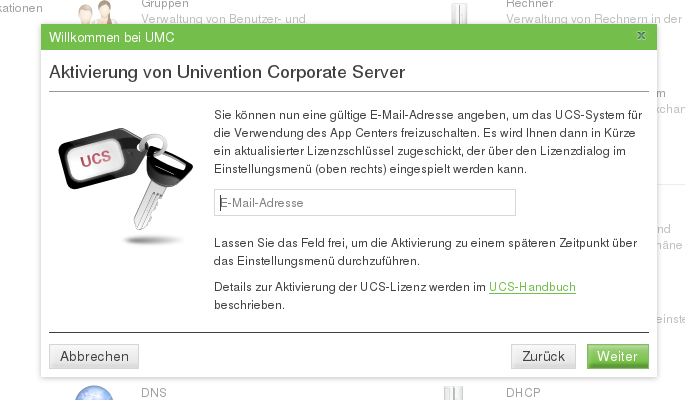 kationen
Gruppen
Verwaltung von Benutzer- und
Rechner
Verwaltung von Rechnern in der
Willkommen bei UMC
x
Aktivierung von Univention Corporate Server
UCS
Sie können nun eine gültige E-Mail-Adresse angeben, um das UCS-System für
die Verwendung des App Centers freizuschalten. Es wird Ihnen dann in Kürze
ein aktualisierter Lizenzschlüssel zugeschickt, der über den Lizenzdialog im
Einstellungsmenü (oben rechts) eingespielt werden kann.
E-Mail-Adresse
Lassen Sie das Feld frei, um die Aktivierung zu einem späteren Zeitpunkt über
das Einstellungsmenü durchzuführen.
Details zur Aktivierung der UCS-Lizenz werden im UCS-Handbuch
beschrieben.
Abbrechen
Zurück
Weiter
DNS
DHCP